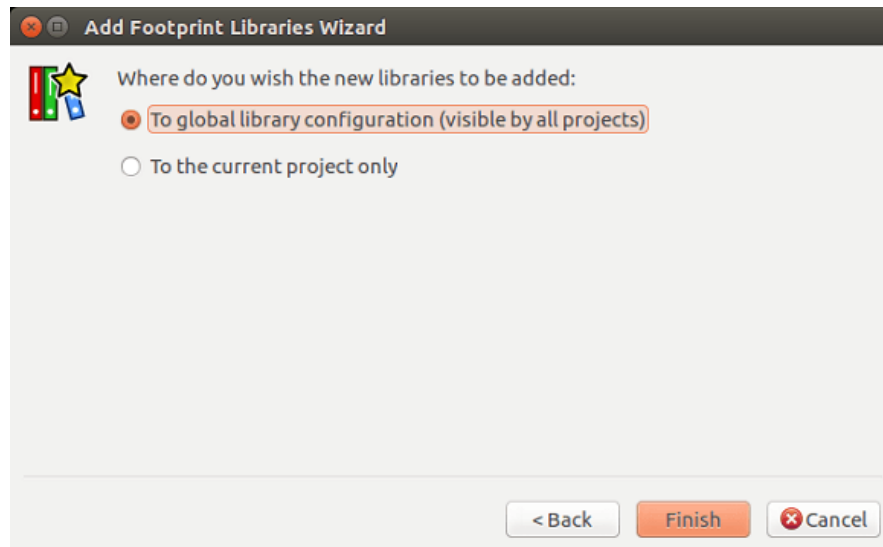 Add Footprint Libraries Wizard
Where do you wish the new libraries to be added:
To global library configuration (visible by all projects)
To the current project only
< Back Finish Cancel